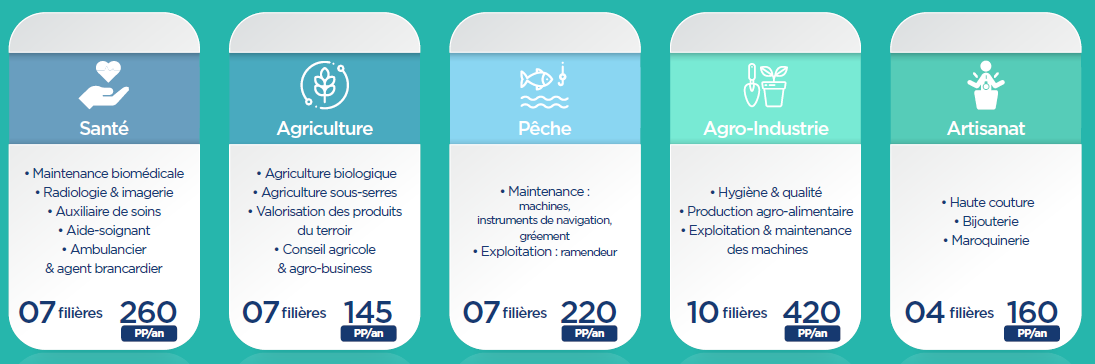 Santé
• Maintenance biomédicale
• Radiologie & imagerie
• Auxiliaire de soins
• Aide-soignant
• Ambulancier
& agent brancardier
07 filières 260
PP/an
Agriculture
• Agriculture biologique
• Agriculture sous-serres
• Valorisation des produits
du terroir
• Conseil agricole
& agro-business
07 filières 145
PP/an
Pêche
• Maintenance :
machines,
instruments de navigation,
gréement
• Exploitation : ramendeur
07 filières 220
PP/an
Agro-Industrie
• Hygiène & qualité
• Production agro-alimentaire
• Exploitation & maintenance
des machines
10 filières 420
PP/an
Artisanat
• Haute couture
• Bijouterie
• Maroquinerie
04 filières 160
PP/an